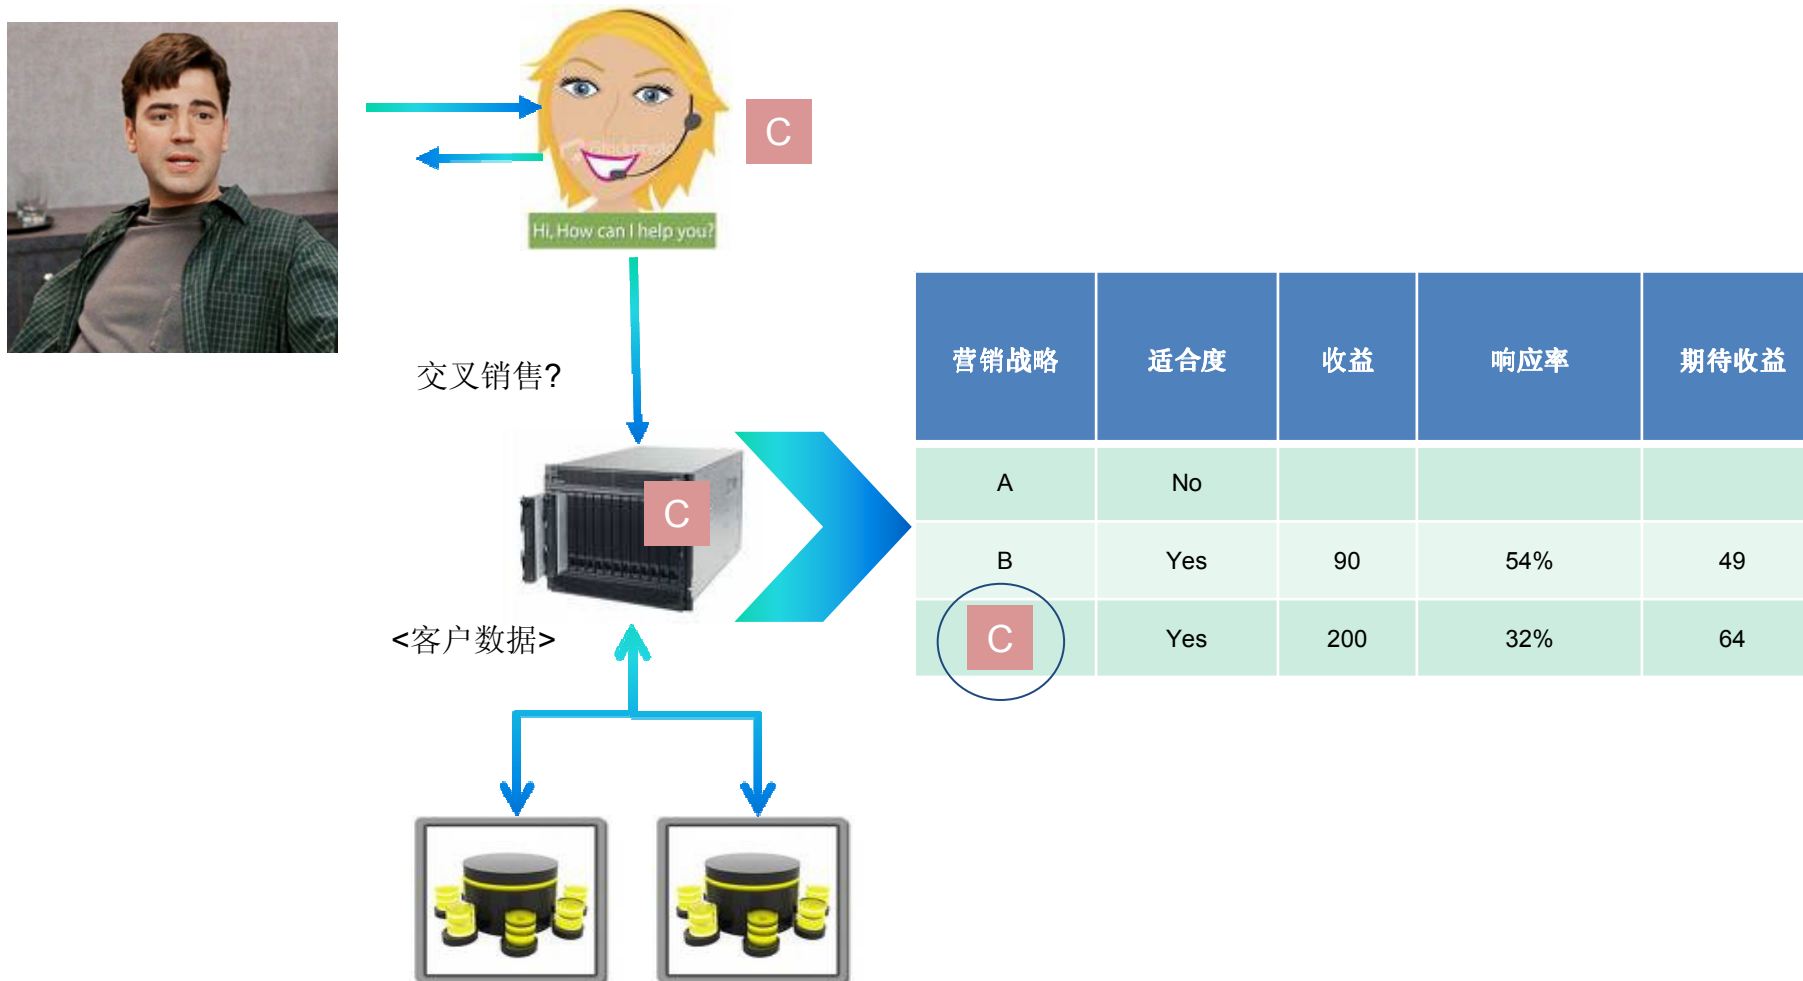 C
Hi, How can I help you?
交叉销售?
C
<客户数据>
营销战略 适合度 收益 响应率 期待收益
A No
B Yes 90 54% 49
C Yes 200 32% 64